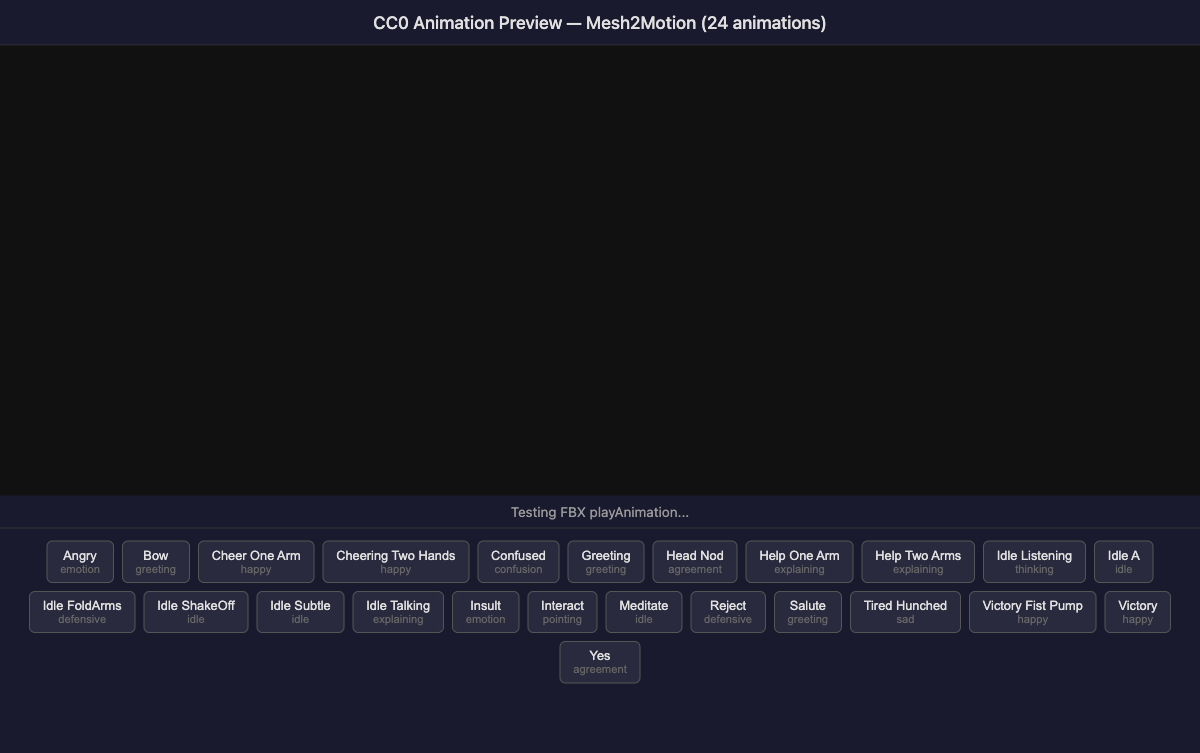 CC0 Animation Preview — Mesh2Motion (24 animations)
Testing FBX playAnimation...
Angry
emotion
Bow
greeting
Cheer One Arm
happy
Cheering Two Hands
happy
Confused
confusion
Greeting
greeting
Head Nod
agreement
Help One Arm
explaining
Help Two Arms
explaining
Idle Listening
thinking
Idle A
idle
Idle FoldArms
defensive
Idle ShakeOff
idle
Idle Subtle
idle
Idle Talking
explaining
Insult
emotion
Interact
pointing
Meditate
idle
Reject
defensive
Salute
greeting
Tired Hunched
sad
Victory Fist Pump
happy
Victory
happy
Yes
agreement